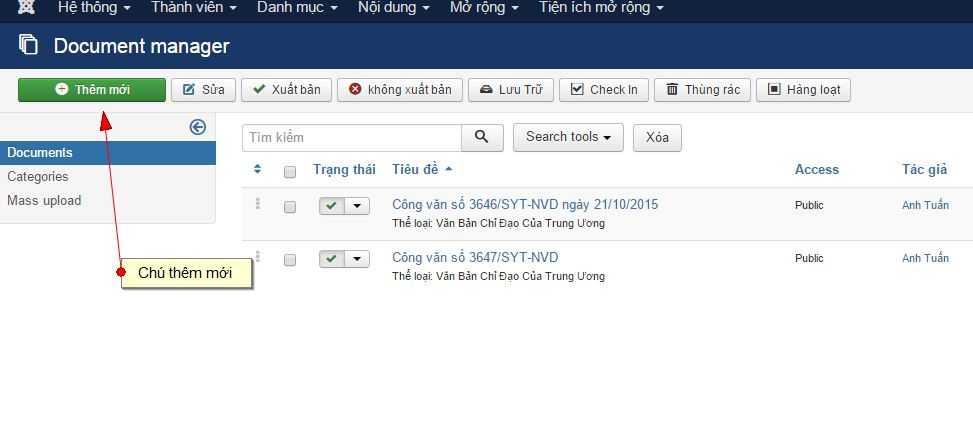 Hệ thống Thành viên Danh mục Nội dung Mở rộng Tiện ích mở rộng
Document manager
Thêm mới Sửa Xuất bản không xuất bản Lưu Trữ Check In Thùng rác Hàng loạt
Documents
Categories
Mass upload
Tìm kiếm Search tools Xóa
Trạng thái Tiêu đề Access Tác giả
Công văn số 3646/SYT-NVD ngày 21/10/2015 Public Anh Tuấn
Thể loại: Văn Bản Chỉ Đạo Của Trung Ương
Công văn số 3647/SYT-NVD Public Anh Tuấn
Thể loại: Văn Bản Chỉ Đạo Của Trung Ương
Chú thêm mới